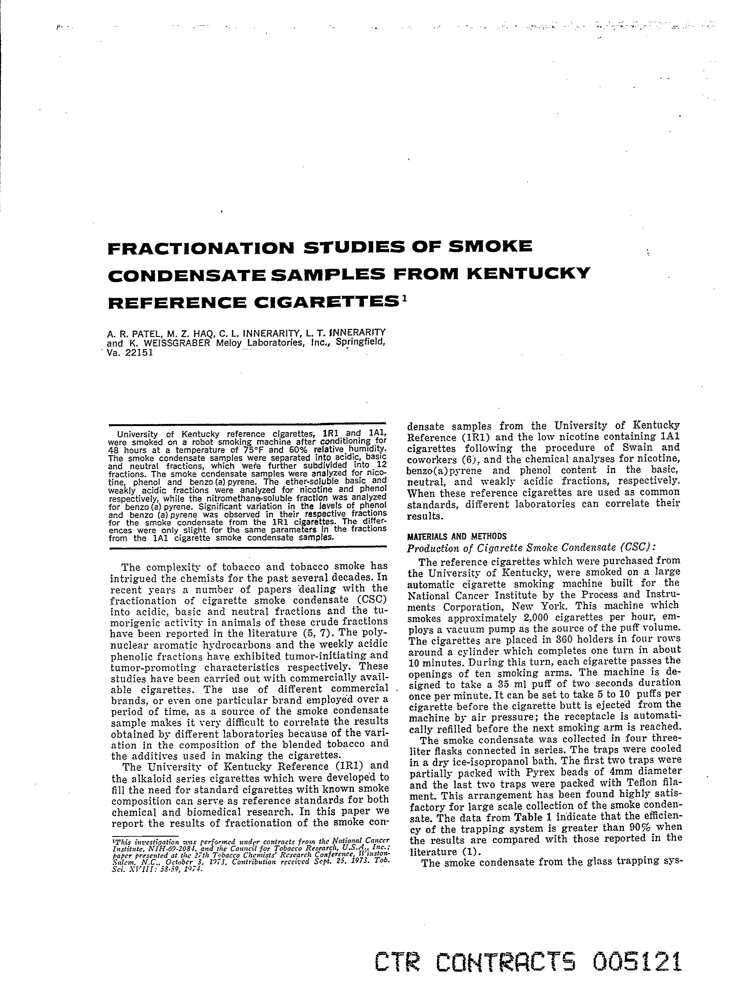 FRACTIONATION STUDIES OF SMOKE
CONDENSATE SAMPLES FROM KENTUCKY
REFERENCE CIGARETTES¹
A. R. PATEL, M. Z. HAQ, C. L. INNERARITY, L. T. INNERARITY
and K. WEISSGRABER Meloy Laboratories, Inc., Springfield,
Va. 22151
University of Kentucky reference cigarettes, 1R1 and 1A1,
were smoked on a robot smoking machine after conditioning for
48 hours at a temperature of 75°F and 60% relative humidity.
The smoke condensate samples were separated into acidic, basic
and neutral fractions, which were further subdivided into 12
fractions. The smoke condensate samples were analyzed for nico-
tine, phenol and benzo(a)pyrene. The ether-soluble basic and
weakly acidic fractions were analyzed for nicotine and phenol
respectively, while the nitromethane-soluble fraction was analyzed
for benzo(a)pyrene. Significant variation in the levels of phenol
and benzo (a)pyrene was observed in their respective fractions
for the smoke condensate from the 1R1 cigarettes. The differ-
ences were only slight for the same parameters in the fractions
from the 1A1 cigarette smoke condensate samples.
The complexity of tobacco and tobacco smoke has
intrigued the chemists for the past several decades. In
recent years a number of papers dealing with the
fractionation of cigarette smoke condensate (CSC)
into acidic, basic and neutral fractions and the tu-
morigenic activity in animals of these crude fractions
have been reported in the literature (5, 7). The poly-
nuclear aromatic hydrocarbons and the weakly acidic
phenolic fractions have exhibited tumor-initiating and
tumor-promoting characteristics respectively. These
studies have been carried out with commercially avail-
able cigarettes. The use of different commercial
brands, or even one particular brand employed over a
period of time, as a source of the smoke condensate
sample makes it very difficult to correlate the results
obtained by different laboratories because of the vari-
ation in the composition of the blended tobacco and
the additives used in making the cigarettes.
The University of Kentucky Reference (1R1) and
the alkaloid series cigarettes which were developed to
fill the need for standard cigarettes with known smoke
composition can serve as reference standards for both
chemical and biomedical research. In this paper we
report the results of fractionation of the smoke con-
¹This investigation was performed under contracts from the National Cancer
Institute, NIH-69-2084, and the Council for Tobacco Research, U.S.A., Inc.;
paper presented at the 27th Tobacco Chemists' Research Conference, Winston-
Salem, N.C., October 3, 1973. Contribution received Sept. 25, 1973. Tob.
Sci. XVIII: 58-59, 1974.
densate samples from the University of Kentucky
Reference (1R1) and the low nicotine containing 1A1
cigarettes following the procedure of Swain and
coworkers (6), and the chemical analyses for nicotine,
benzo(a)pyrene and phenol content in the basic,
neutral, and weakly acidic fractions, respectively.
When these reference cigarettes are used as common
standards, different laboratories can correlate their
results.
MATERIALS AND METHODS
Production of Cigarette Smoke Condensate (CSC):
The reference cigarettes which were purchased from
the University of Kentucky, were smoked on a large
automatic cigarette smoking machine built for the
National Cancer Institute by the Process and Instru-
ments Corporation, New York. This machine which
smokes approximately 2,000 cigarettes per hour, em-
ploys a vacuum pump as the source of the puff volume.
The cigarettes are placed in 360 holders in four rows
around a cylinder which completes one turn in about
10 minutes. During this turn, each cigarette passes the
openings of ten smoking arms. The machine is de-
signed to take a 35 ml puff of two seconds duration
once per minute. It can be set to take 5 to 10 puffs per
cigarette before the cigarette butt is ejected from the
machine by air pressure; the receptacle is automati-
cally refilled before the next smoking arm is reached.
The smoke condensate was collected in four three-
liter flasks connected in series. The traps were cooled
in a dry ice-isopropanol bath. The first two traps were
partially packed with Pyrex beads of 4mm diameter
and the last two traps were packed with Teflon fila-
ment. This arrangement has been found highly satis-
factory for large scale collection of the smoke conden-
sate. The data from Table 1 indicate that the efficien-
cy of the trapping system is greater than 90% when
the results are compared with those reported in the
literature (1).
The smoke condensate from the glass trapping sys-
CTR CONTRACTS 005121